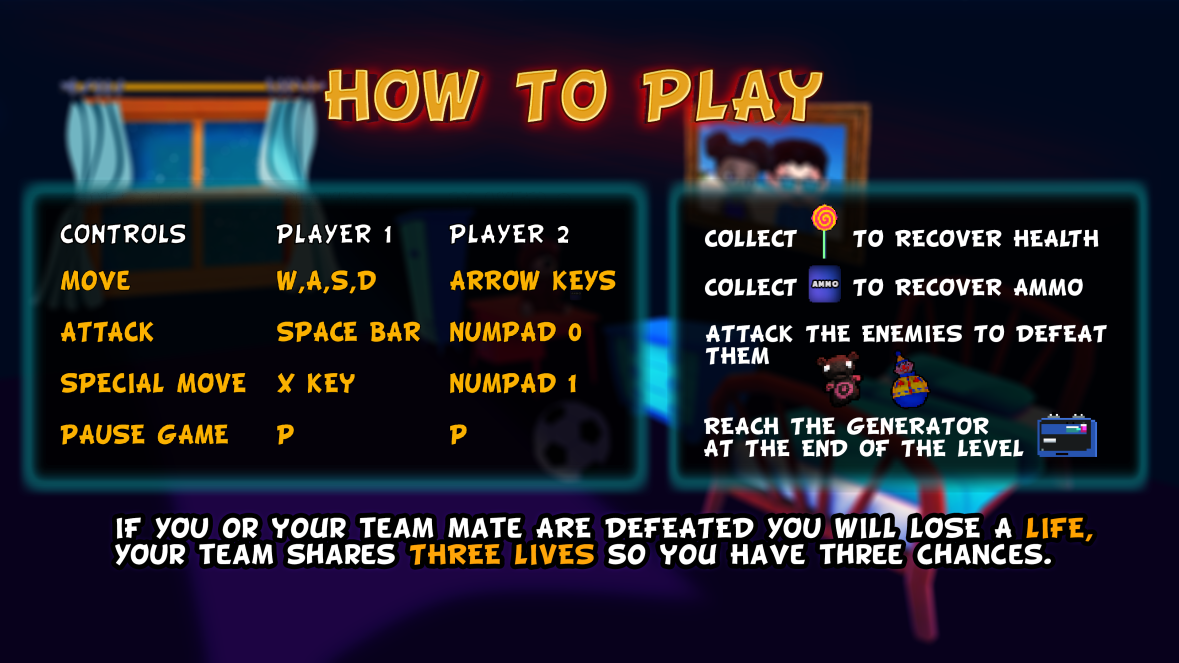 HOW TO PLAY
CONTROLS PLAYER 1 PLAYER 2
MOVE W,A,S,D ARROW KEYS
ATTACK SPACE BAR NUMPAD 0
SPECIAL MOVE X KEY NUMPAD 1
PAUSE GAME P P
COLLECT TO RECOVER HEALTH
COLLECT AMMO TO RECOVER AMMO
ATTACK THE ENEMIES TO DEFEAT
THEM
REACH THE GENERATOR
AT THE END OF THE LEVEL
IF YOU OR YOUR TEAM MATE ARE DEFEATED YOU WILL LOSE A LIFE,
YOUR TEAM SHARES THREE LIVES SO YOU HAVE THREE CHANCES.